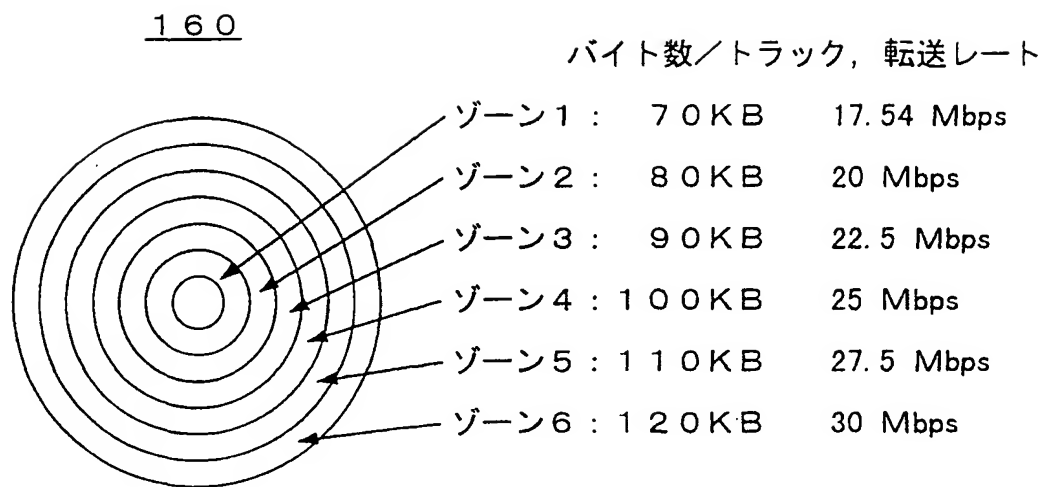 １６０
バイト数／トラック，転送レート
ゾーン１： ７０ＫＢ 17.54 Mbps
ゾーン２： ８０ＫＢ 20 Mbps
ゾーン３： ９０ＫＢ 22.5 Mbps
ゾーン４：１００ＫＢ 25 Mbps
ゾーン５：１１０ＫＢ 27.5 Mbps
ゾーン６：１２０ＫＢ 30 Mbps